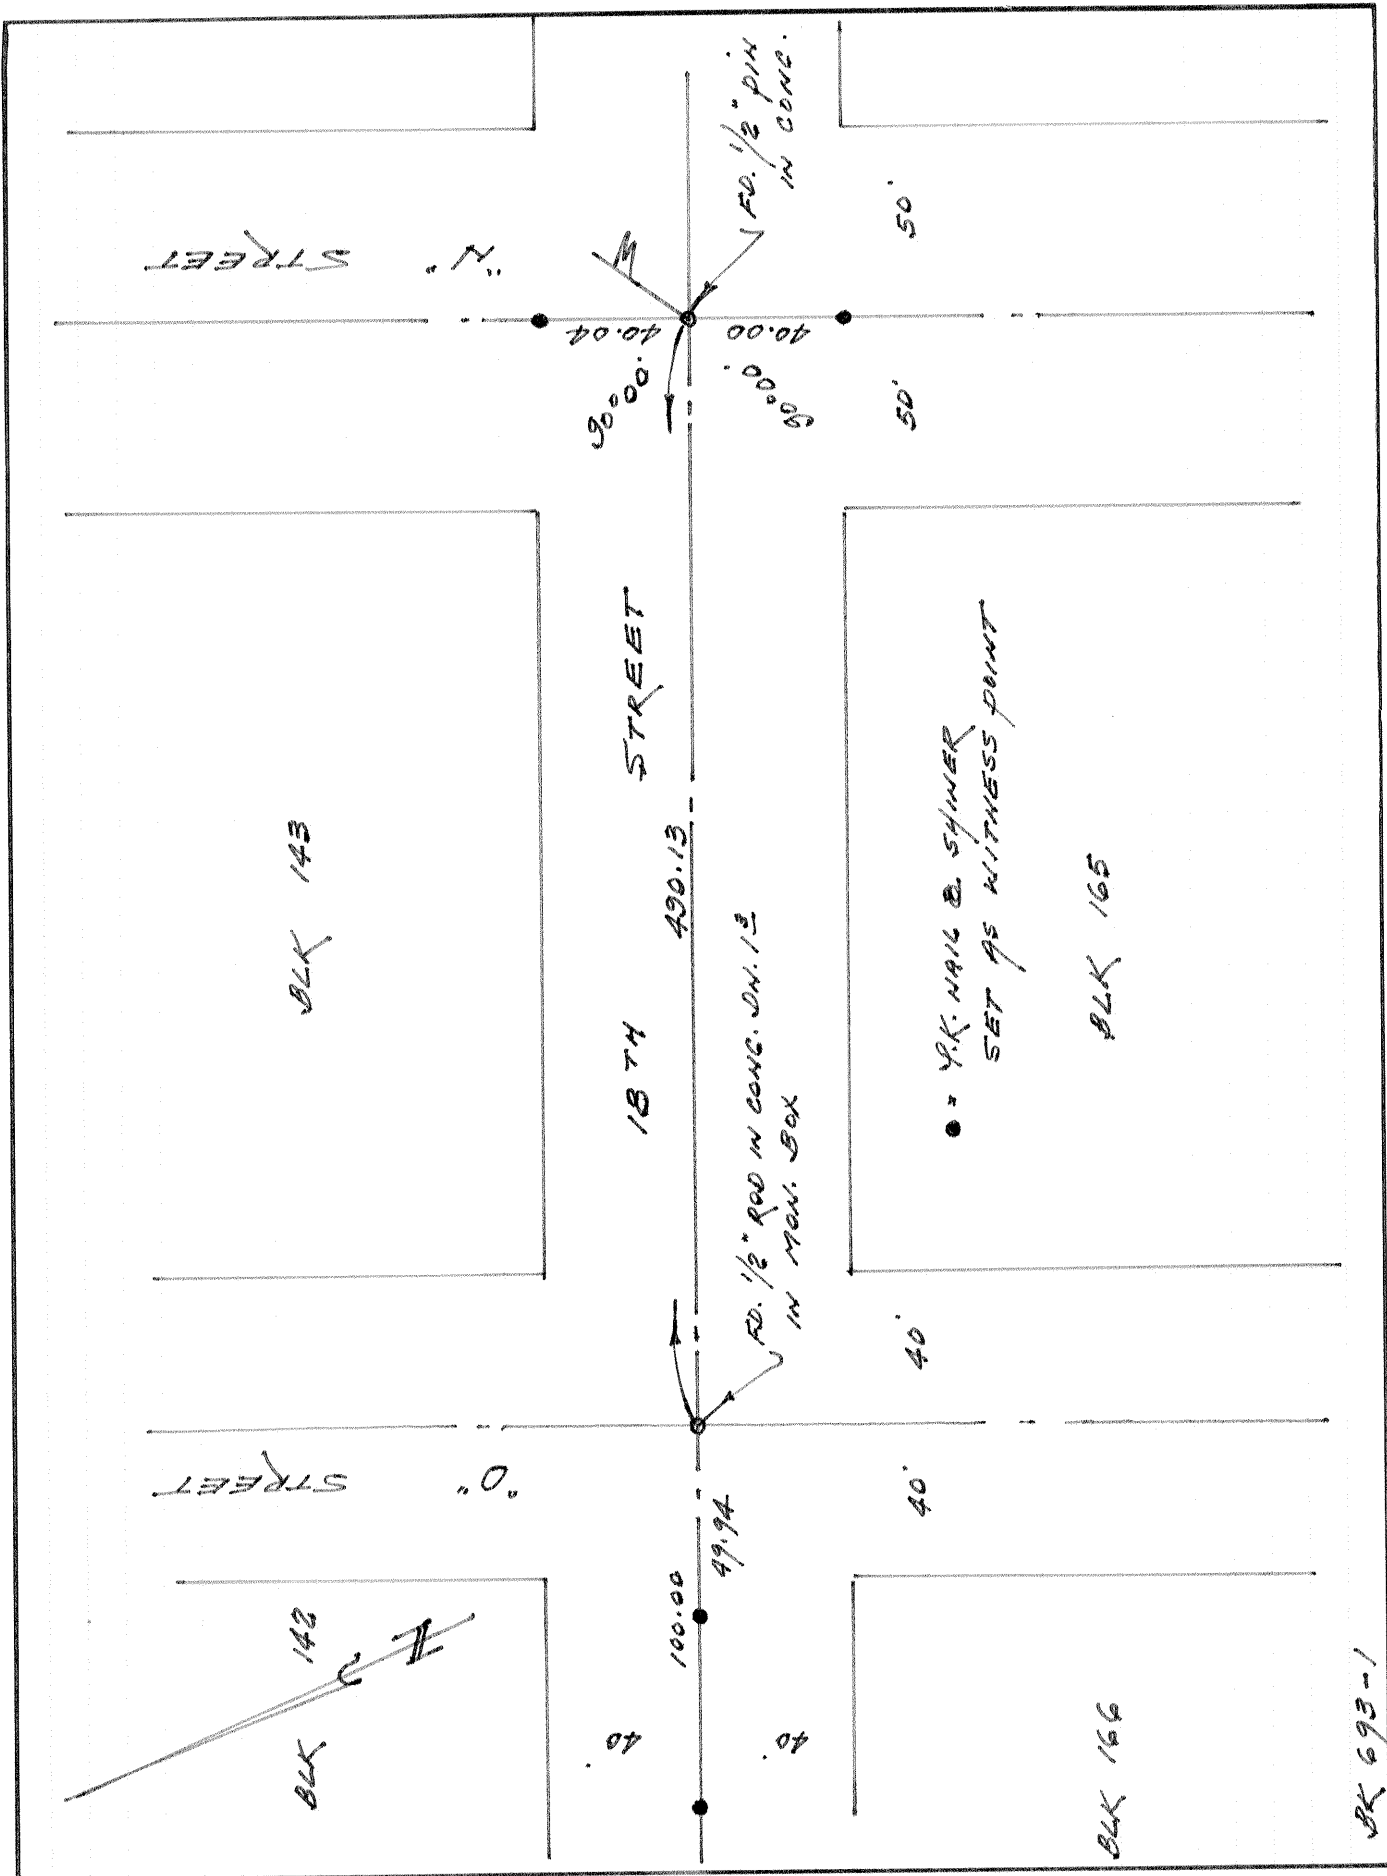 BLK 142
N
BLK 143
"O" STREET
"N" STREET
18TH STREET
490.13
100.00
49.94
40'
40'
40'
40'
50'
50'
40.04
40.00
90°00'
90°00'
FD. 1/2" PIN
IN CONC.
FD. 1/2" ROD IN CONC. DN. 1
IN MON. BOX
● = P.K. NAIL & SHINER
SET AS WITNESS POINT
BLK 165
BLK 166
BK 693-1